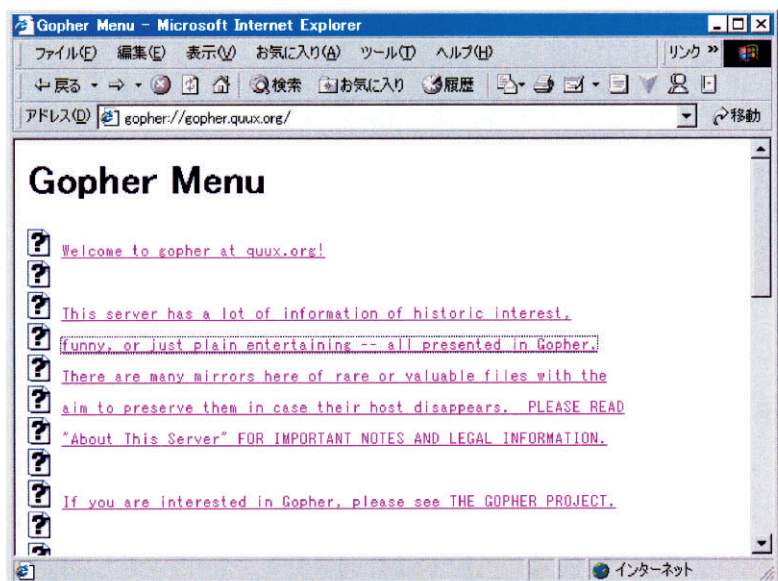 Gopher Menu - Microsoft Internet Explorer
ファイル(F) 編集(E) 表示(V) お気に入り(A) ツール(T) ヘルプ(H) リンク »
戻る 検索 お気に入り 履歴
アドレス(D) gopher://gopher.quux.org/ 移動
Gopher Menu
Welcome to gopher at quux.org!
This server has a lot of information of historic interest,
funny, or just plain entertaining -- all presented in Gopher.
There are many mirrors here of rare or valuable files with the
aim to preserve them in case their host disappears. PLEASE READ
"About This Server" FOR IMPORTANT NOTES AND LEGAL INFORMATION.
If you are interested in Gopher, please see THE GOPHER PROJECT.
インターネット